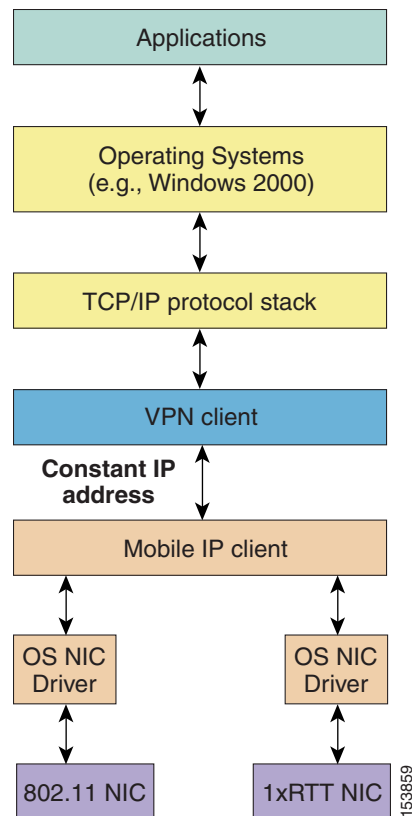 Applications
Operating Systems
(e.g., Windows 2000)
TCP/IP protocol stack
VPN client
Constant IP
address
Mobile IP client
OS NIC
Driver
OS NIC
Driver
802.11 NIC
1xRTT NIC
153859